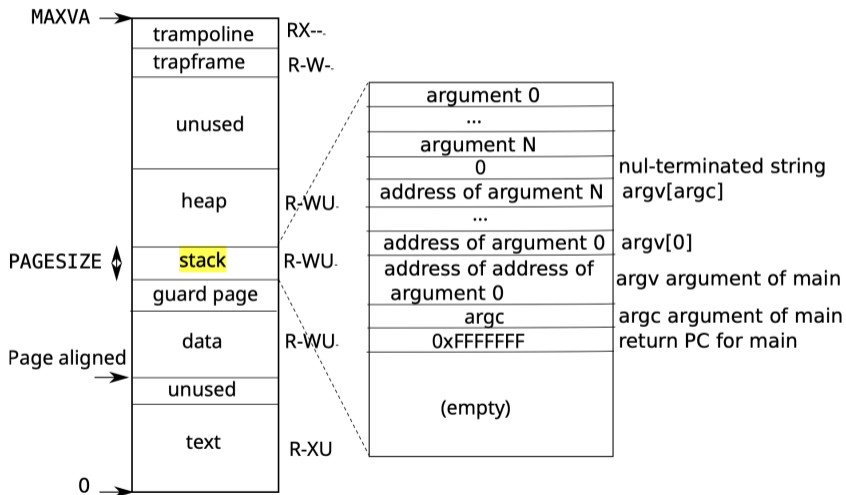 MAXVA
trampoline RX--
trapframe R-W-
unused
heap R-WU
PAGESIZE stack R-WU
guard page
data R-WU
Page aligned
unused
text R-XU
0
argument 0
...
argument N
0 nul-terminated string
address of argument N argv[argc]
...
address of argument 0 argv[0]
address of address of
argument 0
argv argument of main
argc argc argument of main
0xFFFFFFF return PC for main
(empty)